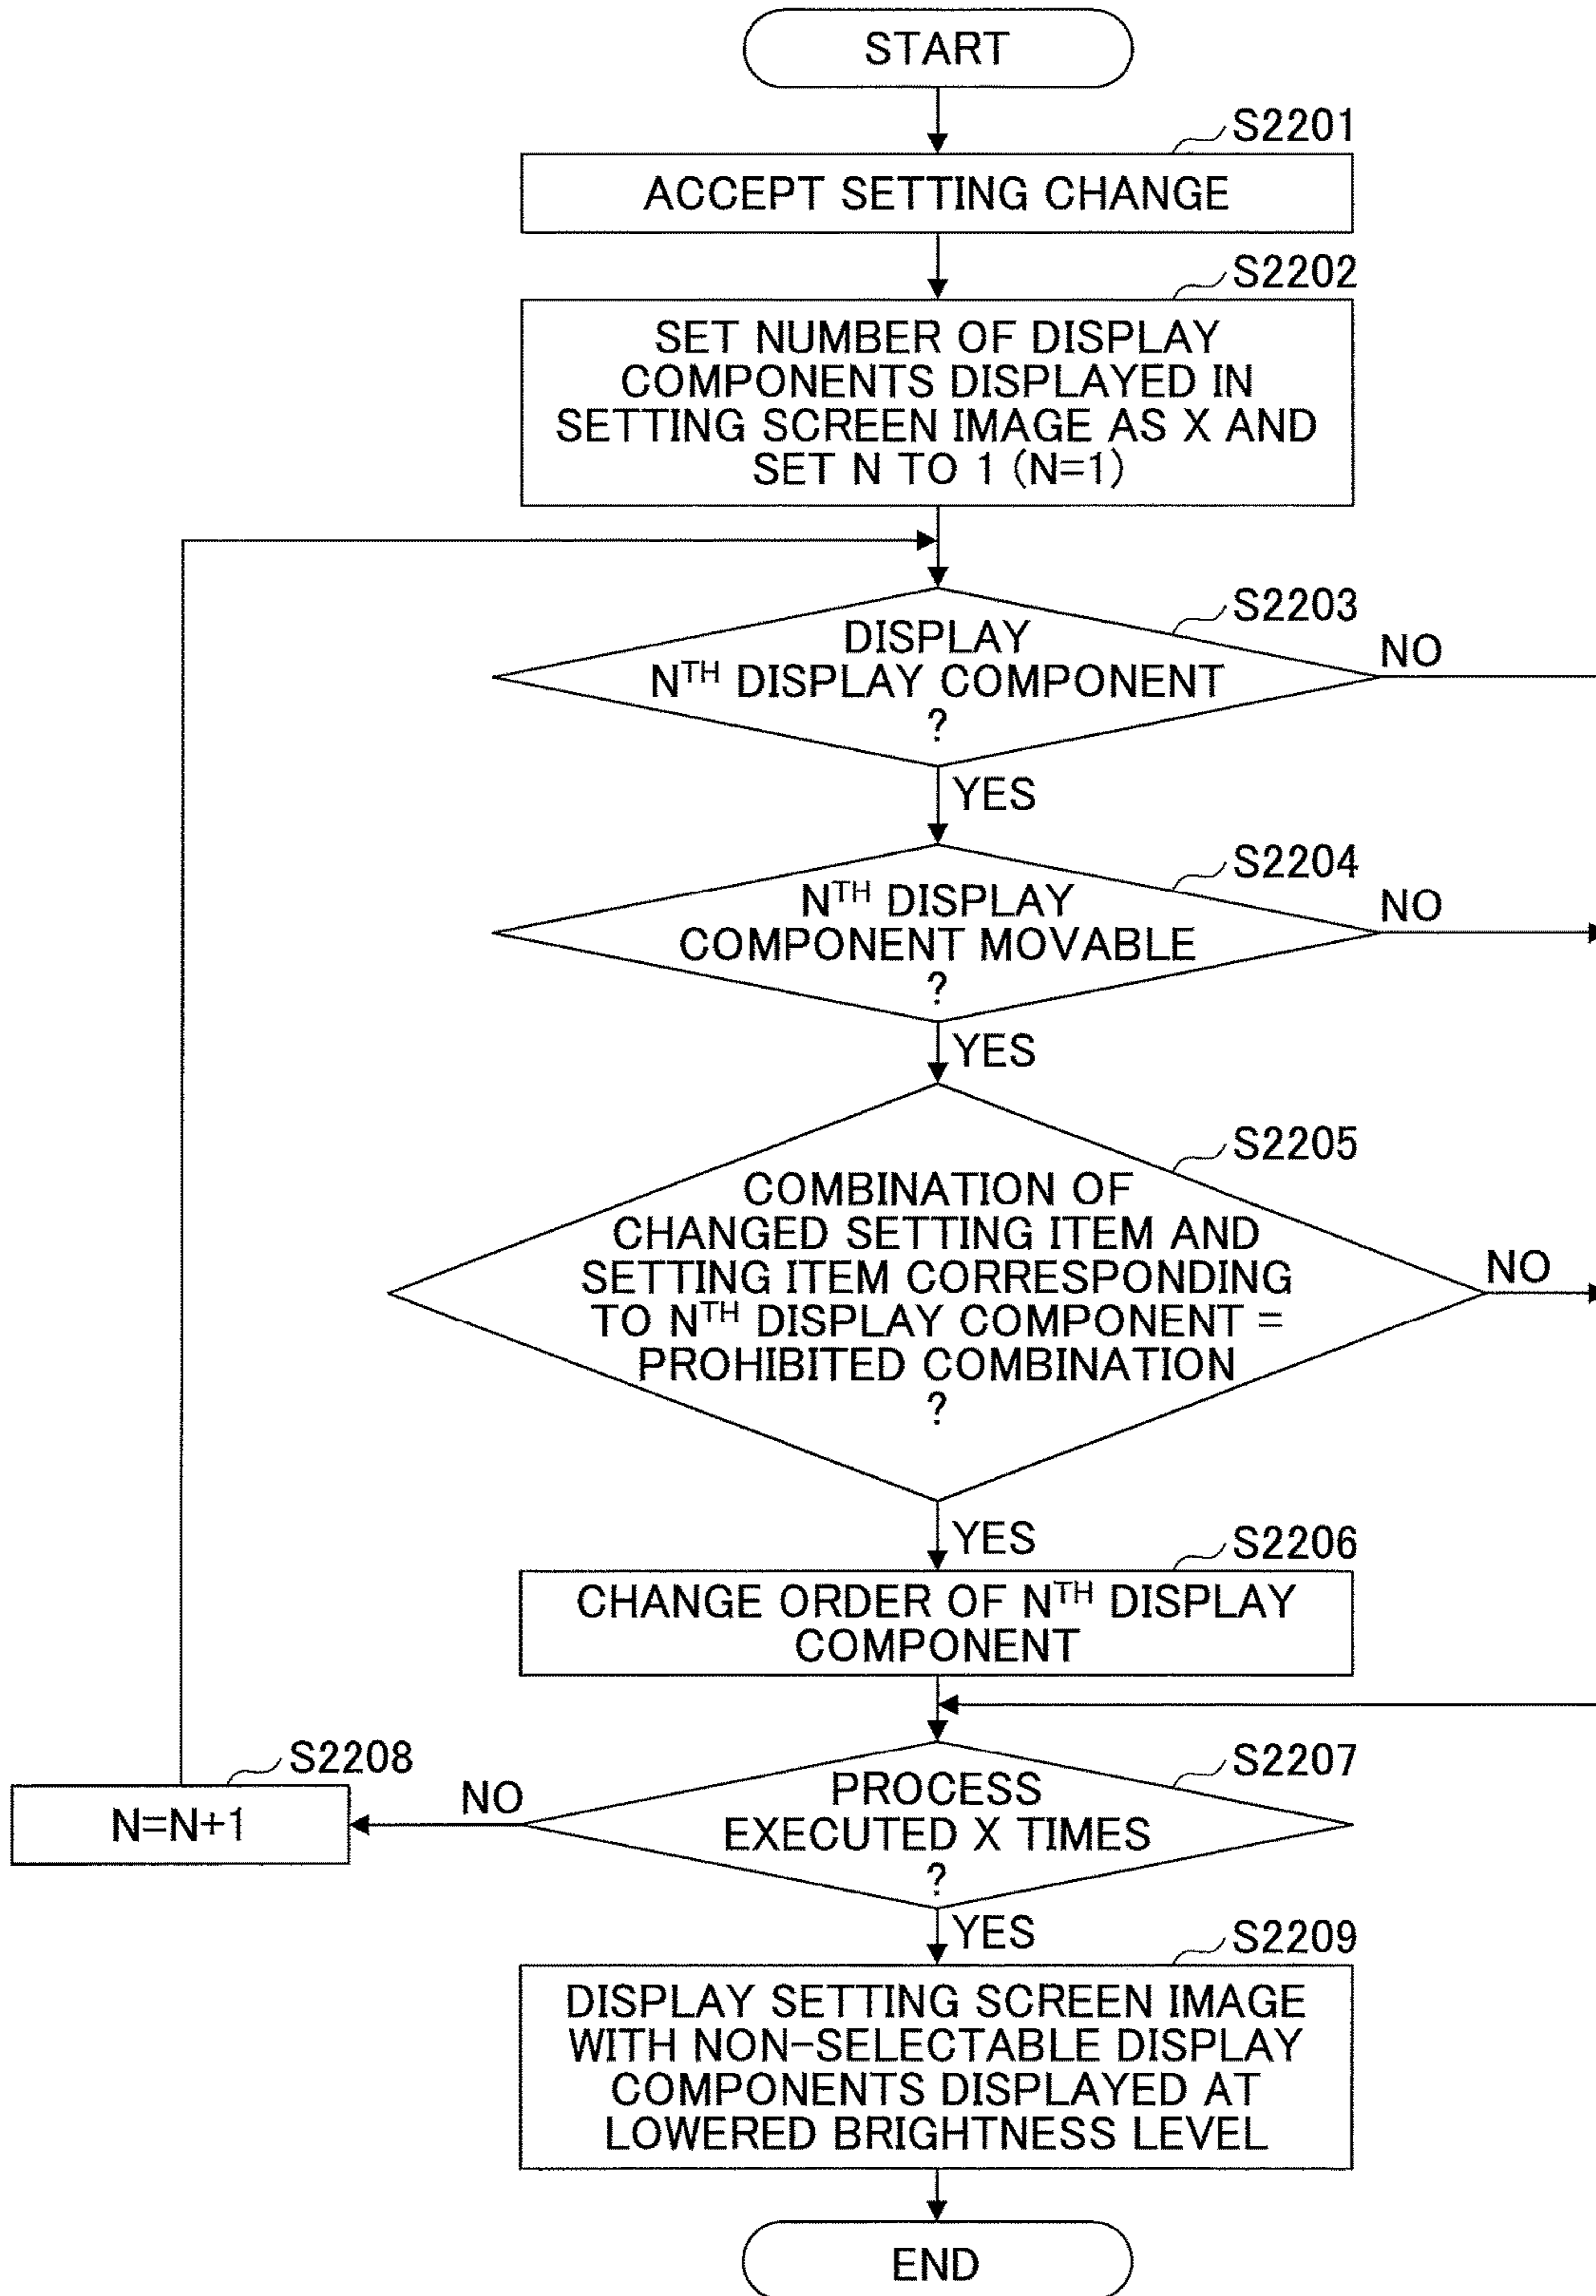 START
S2201
ACCEPT SETTING CHANGE
S2202
SET NUMBER OF DISPLAY
COMPONENTS DISPLAYED IN
SETTING SCREEN IMAGE AS X AND
SET N TO 1 (N=1)
S2203
DISPLAY
NTH DISPLAY COMPONENT
?
NO
YES
S2204
NTH DISPLAY
COMPONENT MOVABLE
?
NO
YES
S2205
COMBINATION OF
CHANGED SETTING ITEM AND
SETTING ITEM CORRESPONDING
TO NTH DISPLAY COMPONENT =
PROHIBITED COMBINATION
?
NO
YES
S2206
CHANGE ORDER OF NTH DISPLAY
COMPONENT
S2207
PROCESS
EXECUTED X TIMES
?
NO
S2208
N=N+1
YES
S2209
DISPLAY SETTING SCREEN IMAGE
WITH NON-SELECTABLE DISPLAY
COMPONENTS DISPLAYED AT
LOWERED BRIGHTNESS LEVEL
END